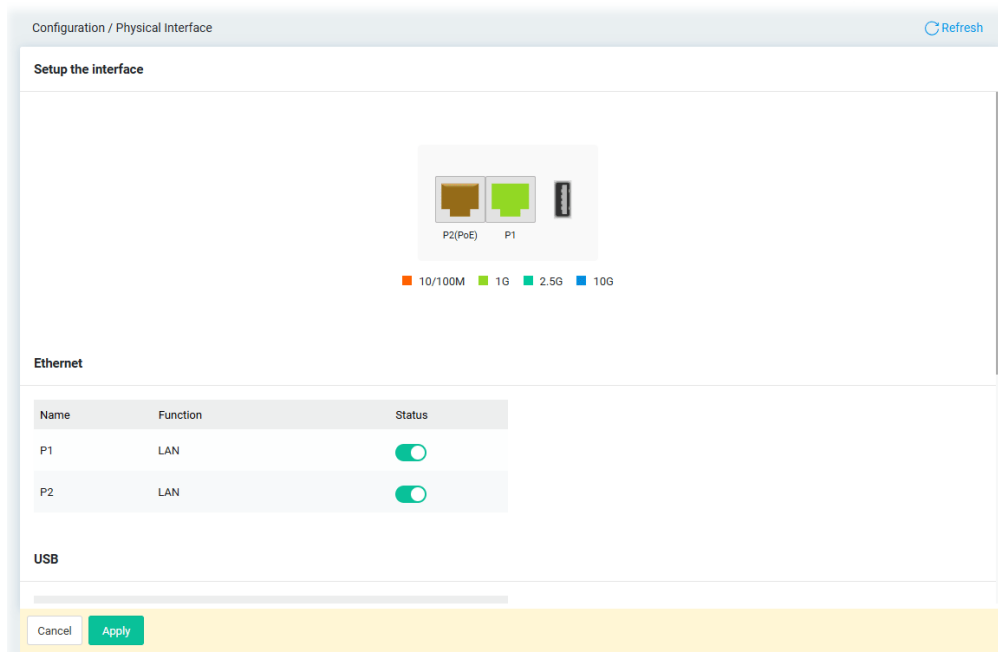 Configuration / Physical Interface Refresh
Setup the interface
P2(PoE) P1
10/100M 1G 2.5G 10G
Ethernet
Name Function Status
P1 LAN
P2 LAN
USB
Cancel Apply